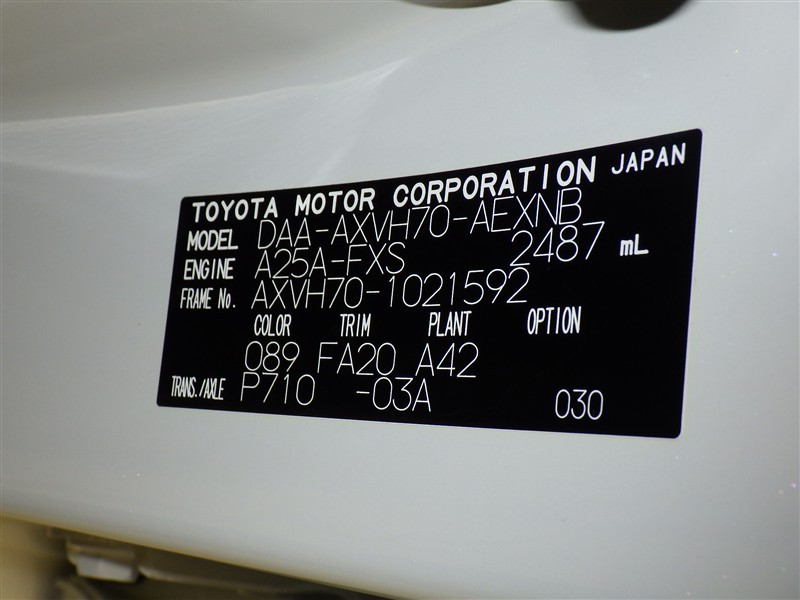 TOYOTA MOTOR CORPORATION JAPAN
MODEL DAA-AXVH70-AEXNB
ENGINE A25A-FXS 2487 mL
FRAME No. AXVH70-1021592
COLOR TRIM PLANT OPTION
089 FA20 A42
TRANS./AXLE P710 -03A 030